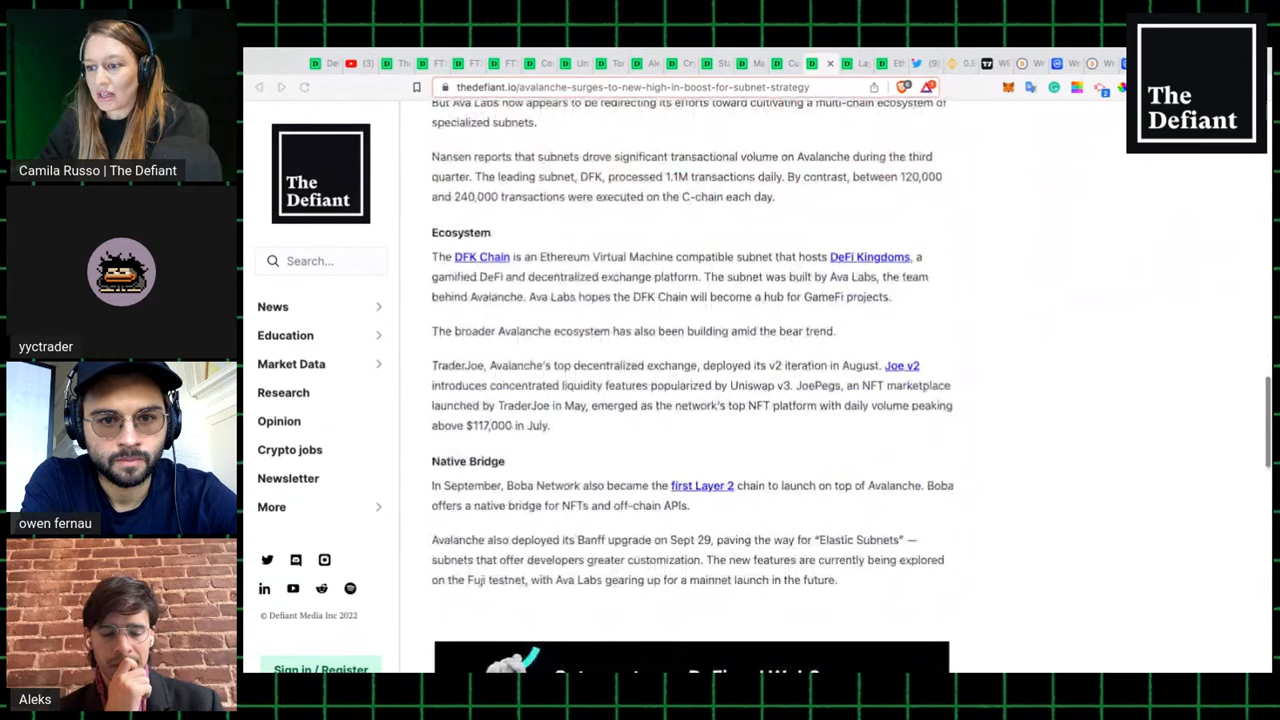 Camila Russo | The Defiant
yyctrader
owen fernau
Aleks
The
Defiant
thedefiant.io/avalanche-surges-to-new-high-in-boost-for-subnet-strategy
The
Defiant
Search...
News
Education
Market Data
Research
Opinion
Crypto jobs
Newsletter
More
© Defiant Media Inc 2022
Sign in / Register
But Ava Labs now appears to be redirecting its efforts toward cultivating a multi-chain ecosystem of
specialized subnets.
Nansen reports that subnets drove significant transactional volume on Avalanche during the third
quarter. The leading subnet, DFK, processed 1.1M transactions daily. By contrast, between 120,000
and 240,000 transactions were executed on the C-chain each day.
Ecosystem
The DFK Chain is an Ethereum Virtual Machine compatible subnet that hosts DeFi Kingdoms, a
gamified DeFi and decentralized exchange platform. The subnet was built by Ava Labs, the team
behind Avalanche. Ava Labs hopes the DFK Chain will become a hub for GameFi projects.
The broader Avalanche ecosystem has also been building amid the bear trend.
TraderJoe, Avalanche's top decentralized exchange, deployed its v2 iteration in August. Joe v2
introduces concentrated liquidity features popularized by Uniswap v3. JoePegs, an NFT marketplace
launched by TraderJoe in May, emerged as the network's top NFT platform with daily volume peaking
above $117,000 in July.
Native Bridge
In September, Boba Network also became the first Layer 2 chain to launch on top of Avalanche. Boba
offers a native bridge for NFTs and off-chain APIs.
Avalanche also deployed its Banff upgrade on Sept 29, paving the way for “Elastic Subnets” —
subnets that offer developers greater customization. The new features are currently being explored
on the Fuji testnet, with Ava Labs gearing up for a mainnet launch in the future.